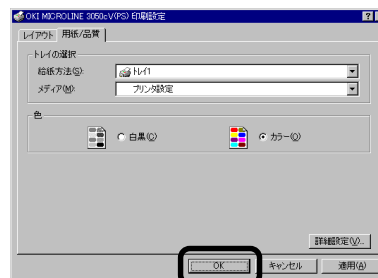 OKI MICROLINE 3050cV(PS) 印刷設定
レイアウト 用紙/品質
トレイの選択
給紙方法(S): トレイ1
メディア(M): プリンタ設定
色
白黒(C) カラー(O)
詳細設定(V)...
OK キャンセル 適用(A)